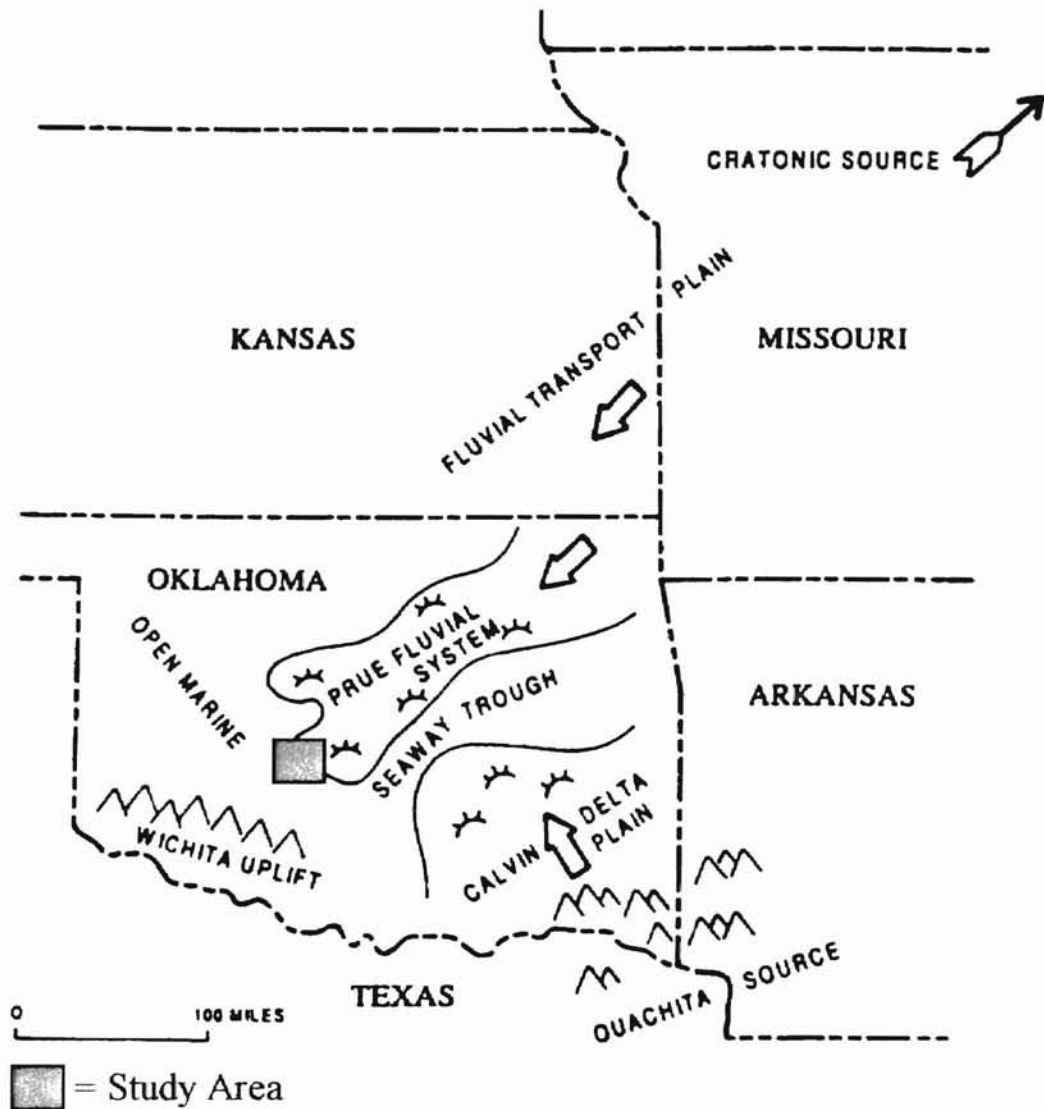 CRATONIC SOURCE
FLUVIAL TRANSPORT PLAIN
KANSAS
MISSOURI
OKLAHOMA
OPEN MARINE
PRUE FLUVIAL
SYSTEM
SEAWAY TROUGH
ARKANSAS
WICHITA UPLIFT
CALVIN DELTA
PLAIN
TEXAS
OUACHITA SOURCE
0 100 MILES
= Study Area